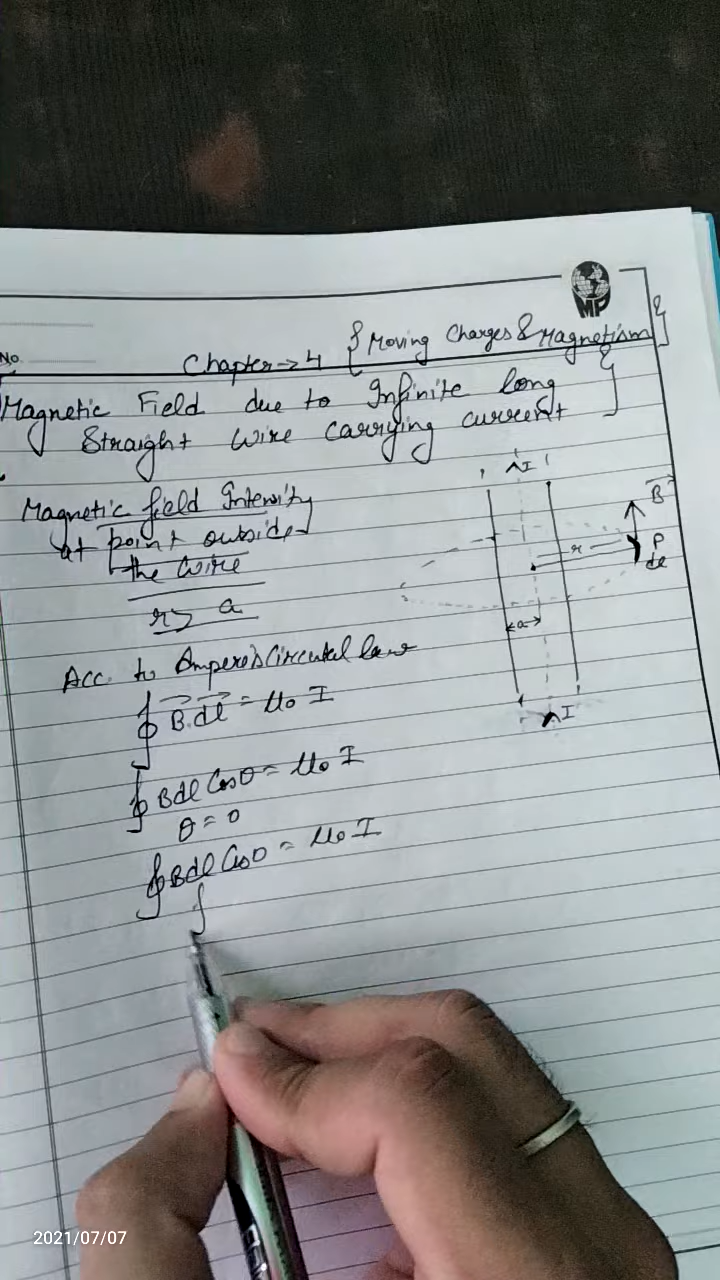 MP
No.
Chapter → 4 [{Moving Charges & Magnetism}]
Magnetic Field due to Infinite long
Straight wire carrying current
Magnetic field Intensity
at point outside
the wire
r > a
Acc. to Ampere's Circuital law
∮ B⃗.dl⃗ = μ₀ I
∮ Bdl Cosθ = μ₀ I
θ = 0
∮ Bdl Cos0 = μ₀ I
∫
I
B⃗
r
P
dl
a
I
2021/07/07